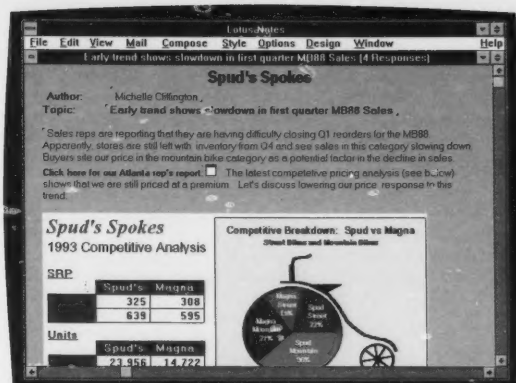 Lotus Notes
File Edit View Mail Compose Style Options Design Window Help
Early trend shows slowdown in first quarter MB88 Sales (4 Responses)
Spud's Spokes
Author: Michelle Cliffington
Topic: Early trend shows slowdown in first quarter MB88 Sales
Sales reps are reporting that they are having difficulty closing Q1 reorders for the MB88.
Apparently, stores are still left with inventory from Q4 and see sales in this category slowing down.
Buyers site our price in the mountain bike category as a potential factor in the decline in sales.
Click here for our Atlanta rep's report. The latest competetive pricing analysis (see below)
shows that we are still priced at a premium. Let's discuss lowering our price, response to this
trend.
Spud's Spokes
1993 Competitive Analysis
SRP
Spud's Magna
325 308
639 595
Units
Spud's Magna
23,956 14,722
Competitive Breakdown: Spud vs Magna
Street Bikes and Mountain Bikes
Magna Street 15%
Spud Street 22%
Magna Mountain 27%
Spud Mountain